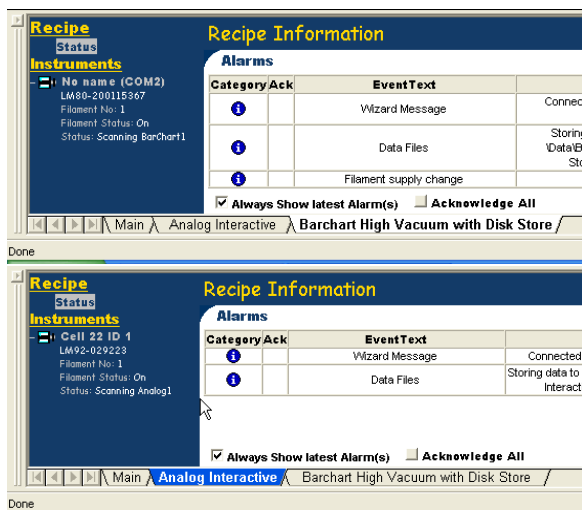 Recipe
Status
Instruments
No name (COM2)
LM80-200115367
Filament No: 1
Filament Status: On
Status: Scanning BarChart1
Recipe Information
Alarms
Category Ack EventText
Wizard Message Connec
Data Files Storing
\Data\B
Sto
Filament supply change
Always Show latest Alarm(s) Acknowledge All
Main Analog Interactive Barchart High Vacuum with Disk Store
Done
Recipe
Status
Instruments
Cell 22 ID 1
LM92-029223
Filament No: 1
Filament Status: On
Status: Scanning Analog1
Recipe Information
Alarms
Category Ack EventText
Wizard Message Connected
Data Files Storing data to
Interact
Always Show latest Alarm(s) Acknowledge All
Main Analog Interactive Barchart High Vacuum with Disk Store
Done